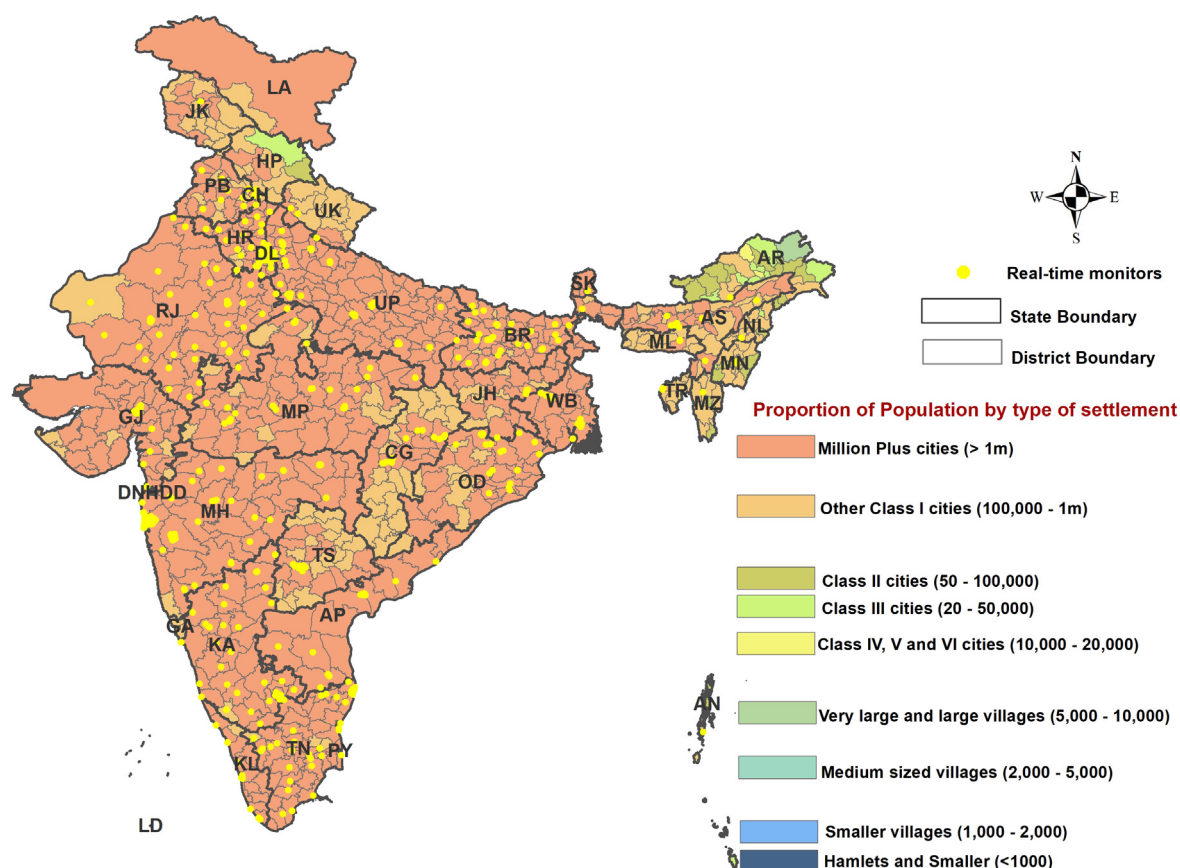 LA
JK
HP
PB
CH
UK
HR
DL
AR
SK
RJ
UP
AS
NL
BR
ML
MN
TR
MZ
JH
WB
GJ
MP
CG
OD
DNHDD
MH
TS
GA
AP
KA
AN
TN
PY
KL
LD
N
W
E
S
Real-time monitors
State Boundary
District Boundary
Proportion of Population by type of settlement
Million Plus cities (> 1m)
Other Class I cities (100,000 - 1m)
Class II cities (50 - 100,000)
Class III cities (20 - 50,000)
Class IV, V and VI cities (10,000 - 20,000)
Very large and large villages (5,000 - 10,000)
Medium sized villages (2,000 - 5,000)
Smaller villages (1,000 - 2,000)
Hamlets and Smaller (<1000)